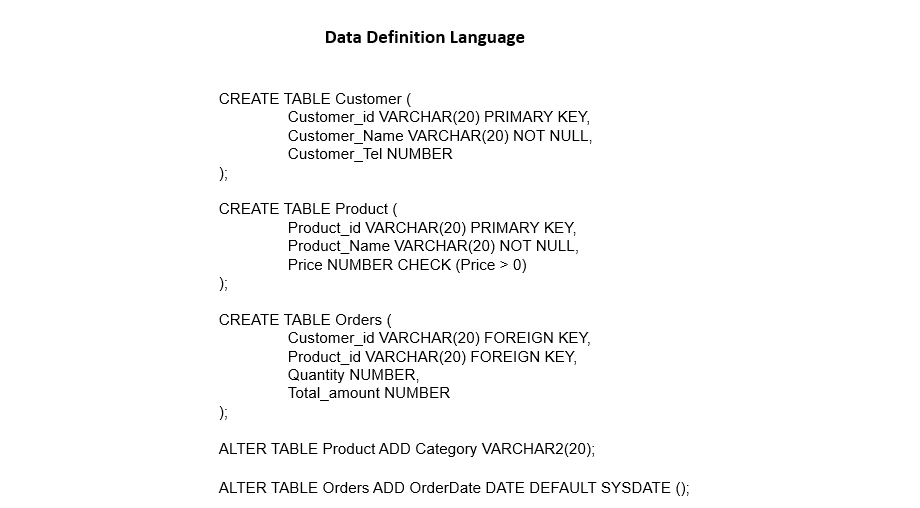 Data Definition Language
CREATE TABLE Customer (
Customer_id VARCHAR(20) PRIMARY KEY,
Customer_Name VARCHAR(20) NOT NULL,
Customer_Tel NUMBER
);
CREATE TABLE Product (
Product_id VARCHAR(20) PRIMARY KEY,
Product_Name VARCHAR(20) NOT NULL,
Price NUMBER CHECK (Price > 0)
);
CREATE TABLE Orders (
Customer_id VARCHAR(20) FOREIGN KEY,
Product_id VARCHAR(20) FOREIGN KEY,
Quantity NUMBER,
Total_amount NUMBER
);
ALTER TABLE Product ADD Category VARCHAR2(20);
ALTER TABLE Orders ADD OrderDate DATE DEFAULT SYSDATE ();